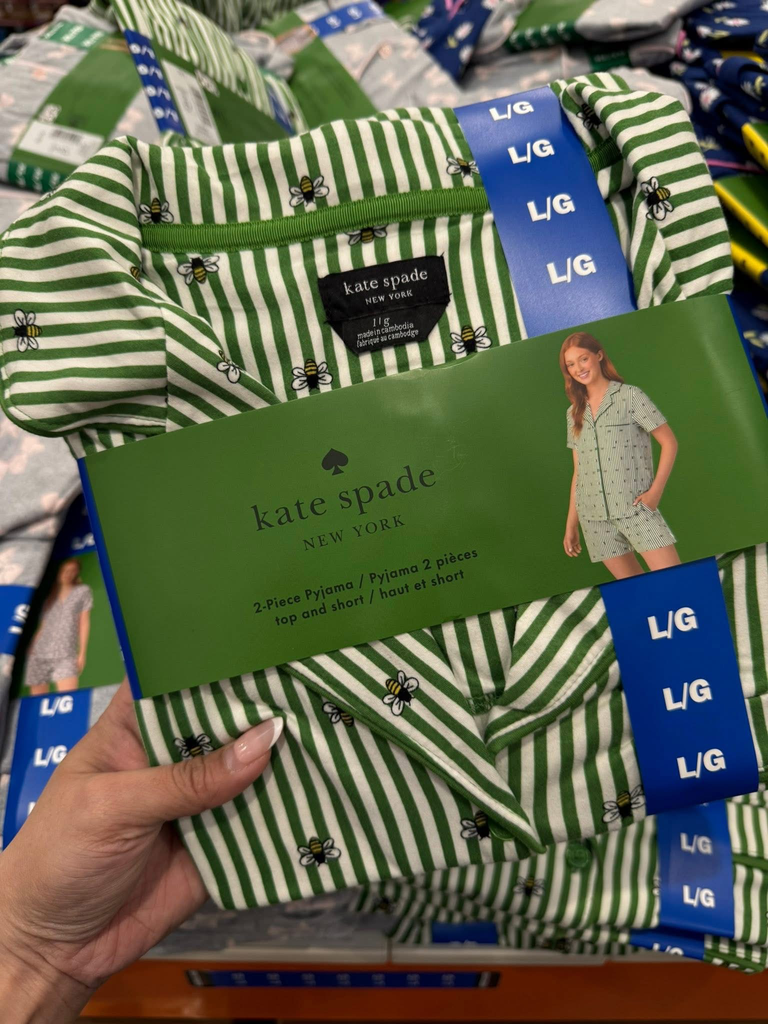 L/G
L/G
L/G
L/G
kate spade
NEW YORK
l/g
made in cambodia
fabriqué au cambodge
kate spade
NEW YORK
2-Piece Pyjama / Pyjama 2 pièces
top and short / haut et short
L/G
L/G
L/G
L/G
L/G
L/G
L/G